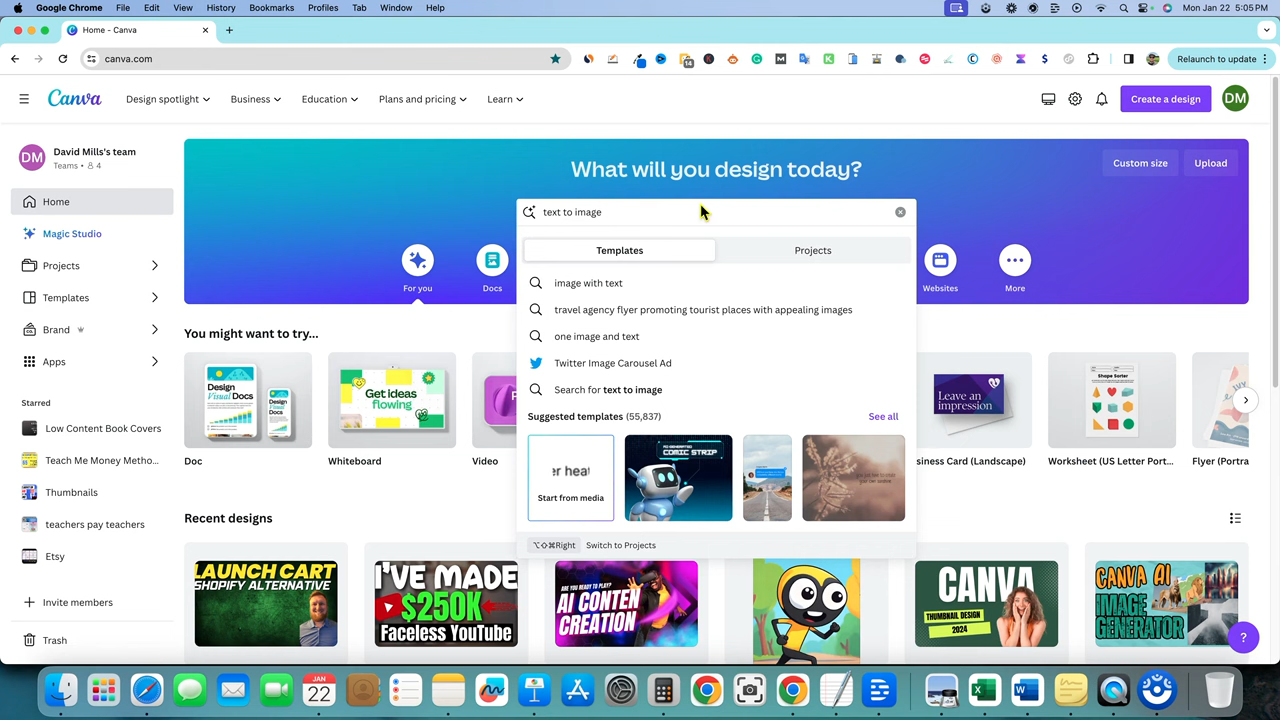 Google Chrome File Edit View History Bookmarks Profiles Tab Window Help Mon Jan 22 5:05 PM
Home - Canva
canva.com
Relaunch to update
Canva Design spotlight Business Education Plans and pricing Learn Create a design DM
DM David Mills's team
Teams • 4
Home
Magic Studio
Projects
Templates
Brand
Apps
Starred
Low Content Book Covers
Teach Me Money Metho...
Thumbnails
teachers pay teachers
Etsy
Invite members
Trash
What will you design today?
Custom size Upload
text to image
Templates Projects
image with text
travel agency flyer promoting tourist places with appealing images
one image and text
Twitter Image Carousel Ad
Search for text to image
Suggested templates (55,837) See all
Start from media
COMIC STRIP
⌥⇧⌘Right Switch to Projects
For you Docs Websites More
You might want to try...
Design Visual Docs
Get ideas flowing
Leave an impression
Shape Sorter
Doc Whiteboard Video siness Card (Landscape) Worksheet (US Letter Port... Flyer (Portra
Recent designs
LAUNCH CART
SHOPIFY ALTERNATIVE
I'VE MADE
$250K
Faceless YouTube
ARE YOU READY TO PLAY?
AI CONTEN
CREATION
CANVA
THUMBNAIL DESIGN
2024
CANVA AI
IMAGE
GENERATOR
?
JAN
22